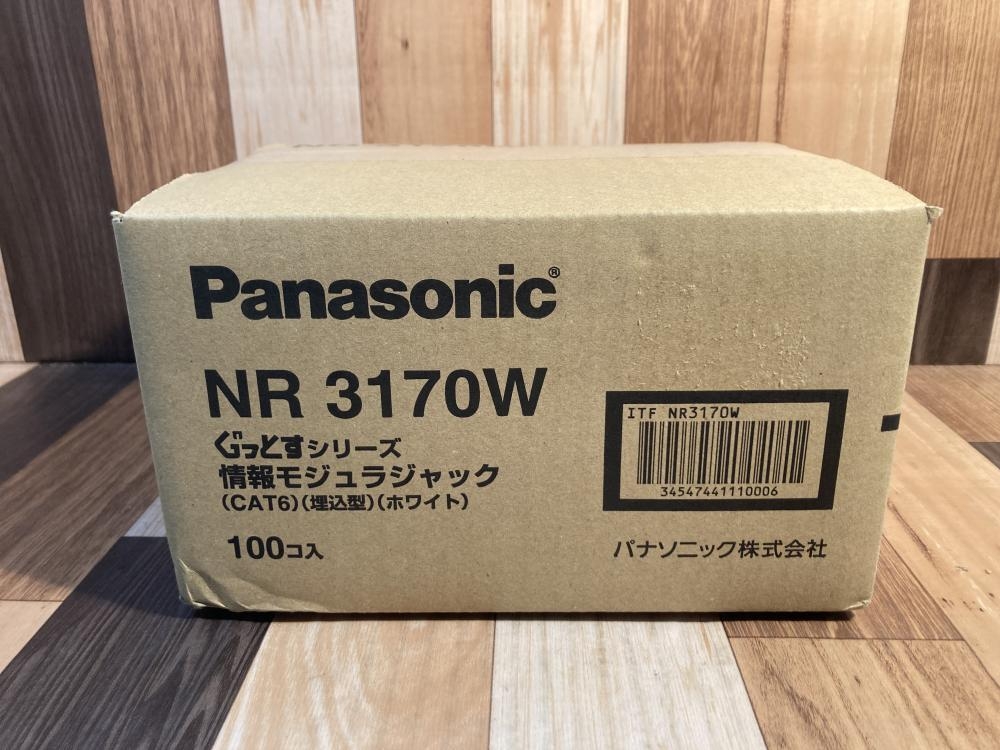 Panasonic®
NR 3170W
ぐっとすシリーズ
情報モジュラジャック
(CAT6)(埋込型)(ホワイト)
100コ入
ITF NR3170W
34547441110006
パナソニック株式会社